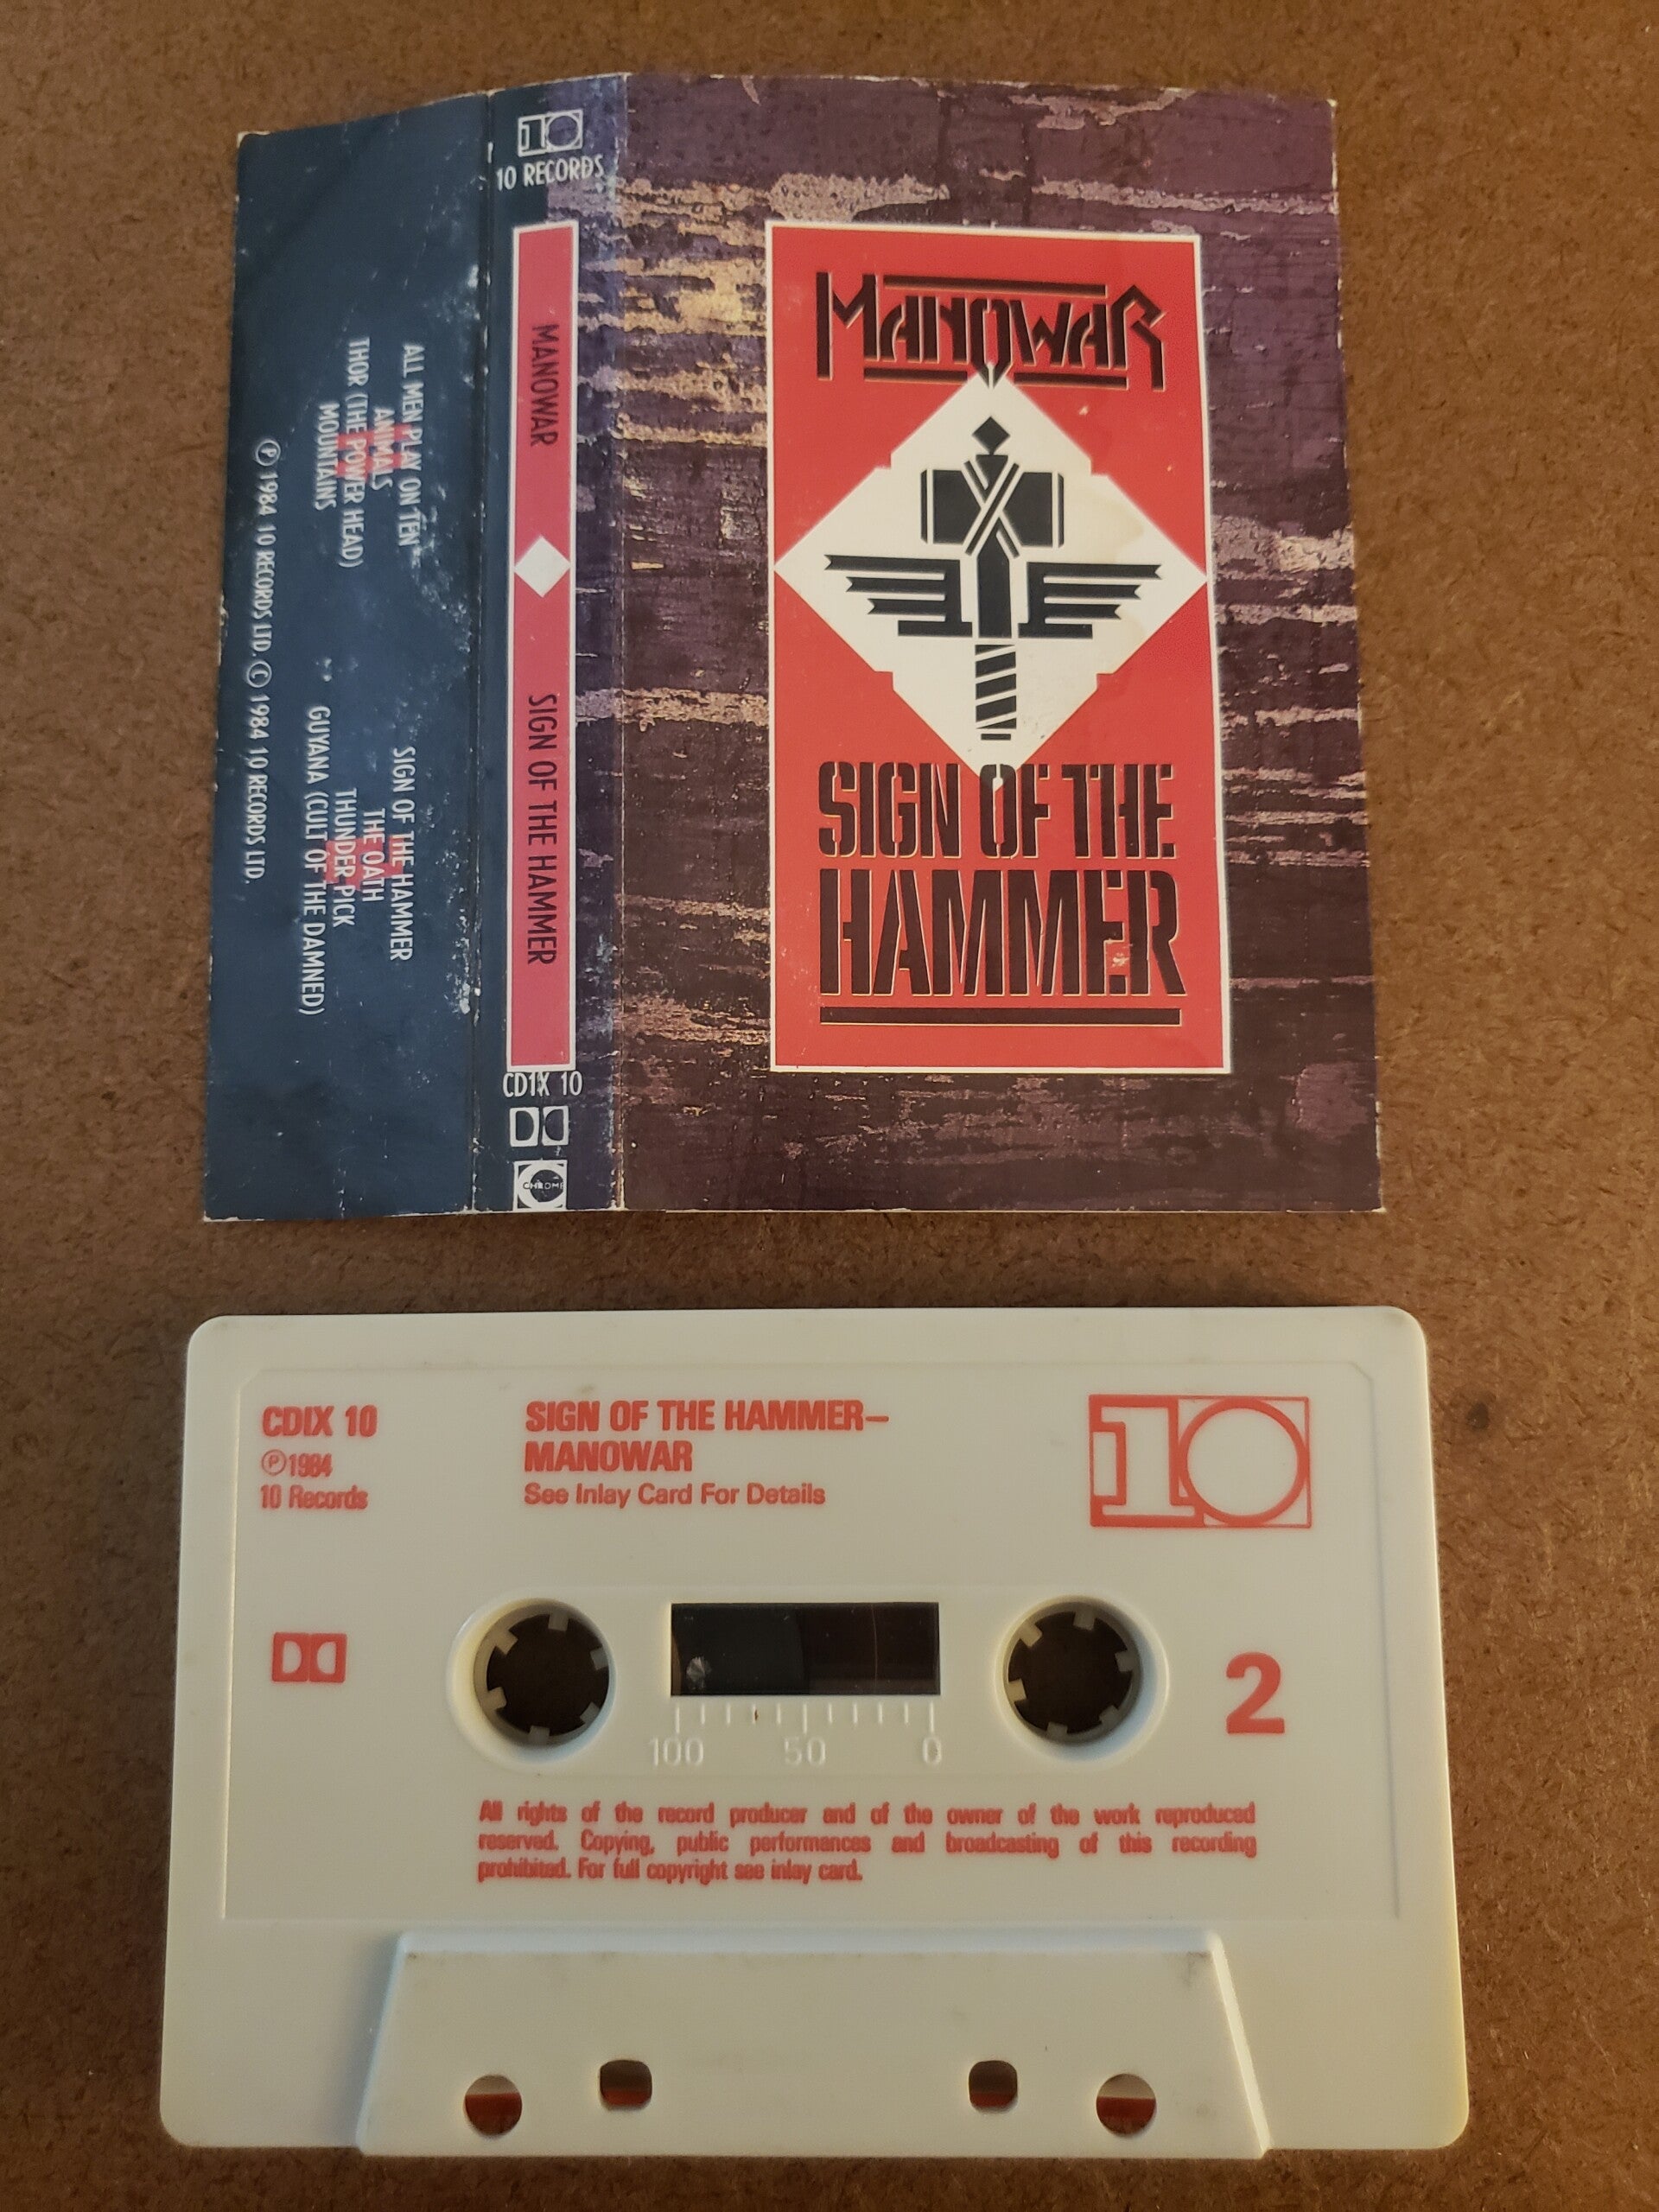 10
10 RECORDS
MANOWAR
SIGN OF THE HAMMER
CDIX 10
CHROME
ALL MEN PLAY ON TEN
ANIMALS
THOR (THE POWER HEAD)
MOUNTAINS
SIGN OF THE HAMMER
THE OATH
THUNDER PICK
GUYANA (CULT OF THE DAMNED)
℗ 1984 10 RECORDS LTD. © 1984 10 RECORDS LTD.
MANOWAR
SIGN OF THE
HAMMER
CDIX 10
℗1984
10 Records
SIGN OF THE HAMMER–
MANOWAR
See Inlay Card For Details
10
2
100 50 0
All rights of the record producer and of the owner of the work reproduced
reserved. Copying, public performances and broadcasting of this recording
prohibited. For full copyright see inlay card.